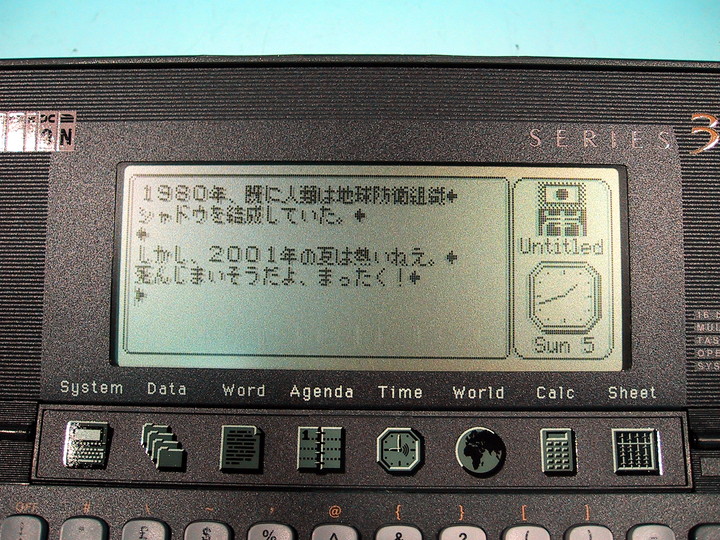 SERIES 3
1980年、既に人類は地球防衛組織
シャドウを結成していた。
しかし、2001年の夏は熱いねえ。
死んじまいそうだよ、まったく！
Untitled
Sun 5
System Data Word Agenda Time World Calc Sheet
OFF # \ ~ ' @ { } [ ]
£ $ % ^ & ?